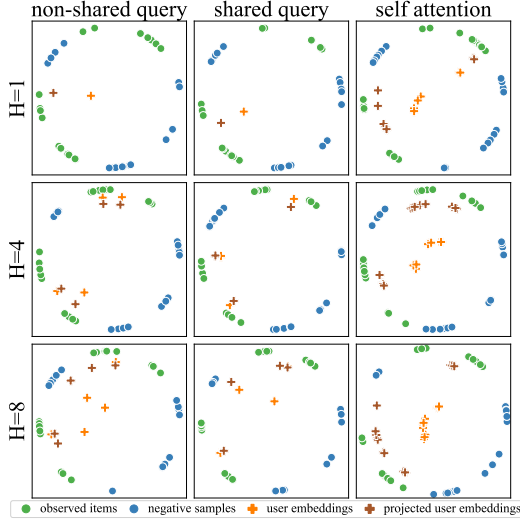 non-shared query shared query self attention
H=1
H=4
H=8
observed items negative samples user embeddings projected user embeddings